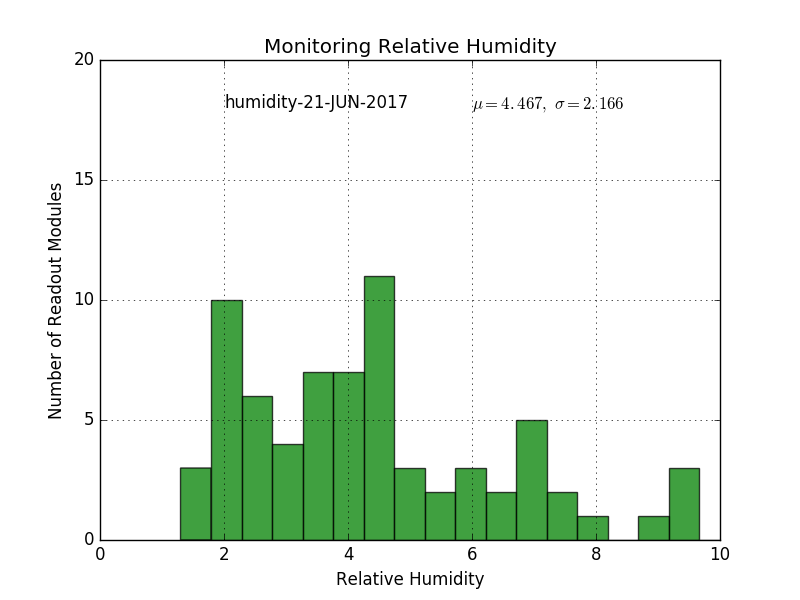 Monitoring Relative Humidity
20
humidity-21-JUN-2017
μ = 4.467, σ = 2.166
15
10
5
0
Number of Readout Modules
0 2 4 6 8 10
Relative Humidity